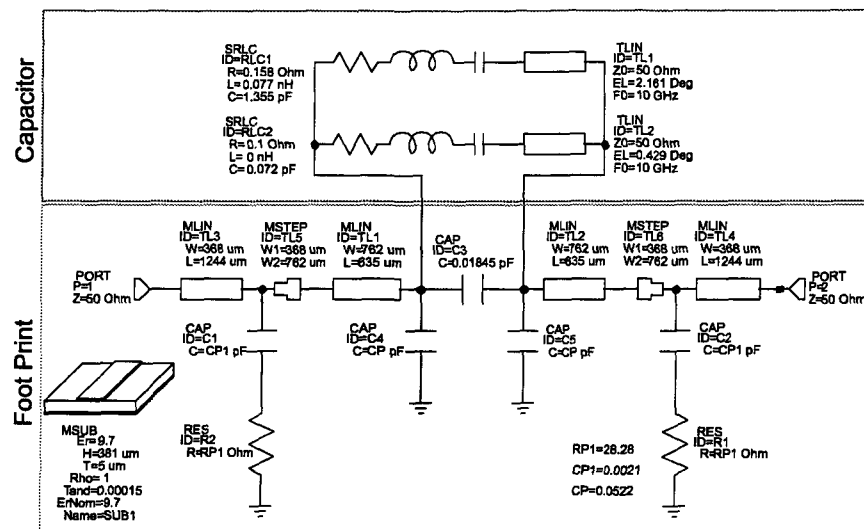 Capacitor
SRLC
ID=RLC1
R=0.158 Ohm
L=0.077 nH
C=1.355 pF
TLIN
ID=TL1
Z0=50 Ohm
EL=2.161 Deg
F0=10 GHz
SRLC
ID=RLC2
R=0.1 Ohm
L=0 nH
C=0.072 pF
TLIN
ID=TL2
Z0=50 Ohm
EL=0.429 Deg
F0=10 GHz
Foot Print
PORT
P=1
Z=50 Ohm
MLIN
ID=TL3
W=368 um
L=1244 um
MSTEP
ID=TL5
W1=368 um
W2=762 um
MLIN
ID=TL1
W=762 um
L=635 um
CAP
ID=C3
C=0.01845 pF
MLIN
ID=TL2
W=762 um
L=635 um
MSTEP
ID=TL6
W1=368 um
W2=762 um
MLIN
ID=TL4
W=368 um
L=1244 um
PORT
P=2
Z=50 Ohm
CAP
ID=C1
C=CP1 pF
CAP
ID=C4
C=CP pF
CAP
ID=C5
C=CP pF
CAP
ID=C2
C=CP1 pF
RES
ID=R2
R=RP1 Ohm
RES
ID=R1
R=RP1 Ohm
MSUB
Er=9.7
H=381 um
T=5 um
Rho=1
Tand=0.00015
ErNom=9.7
Name=SUB1
RP1=28.28
CP1=0.0021
CP=0.0522